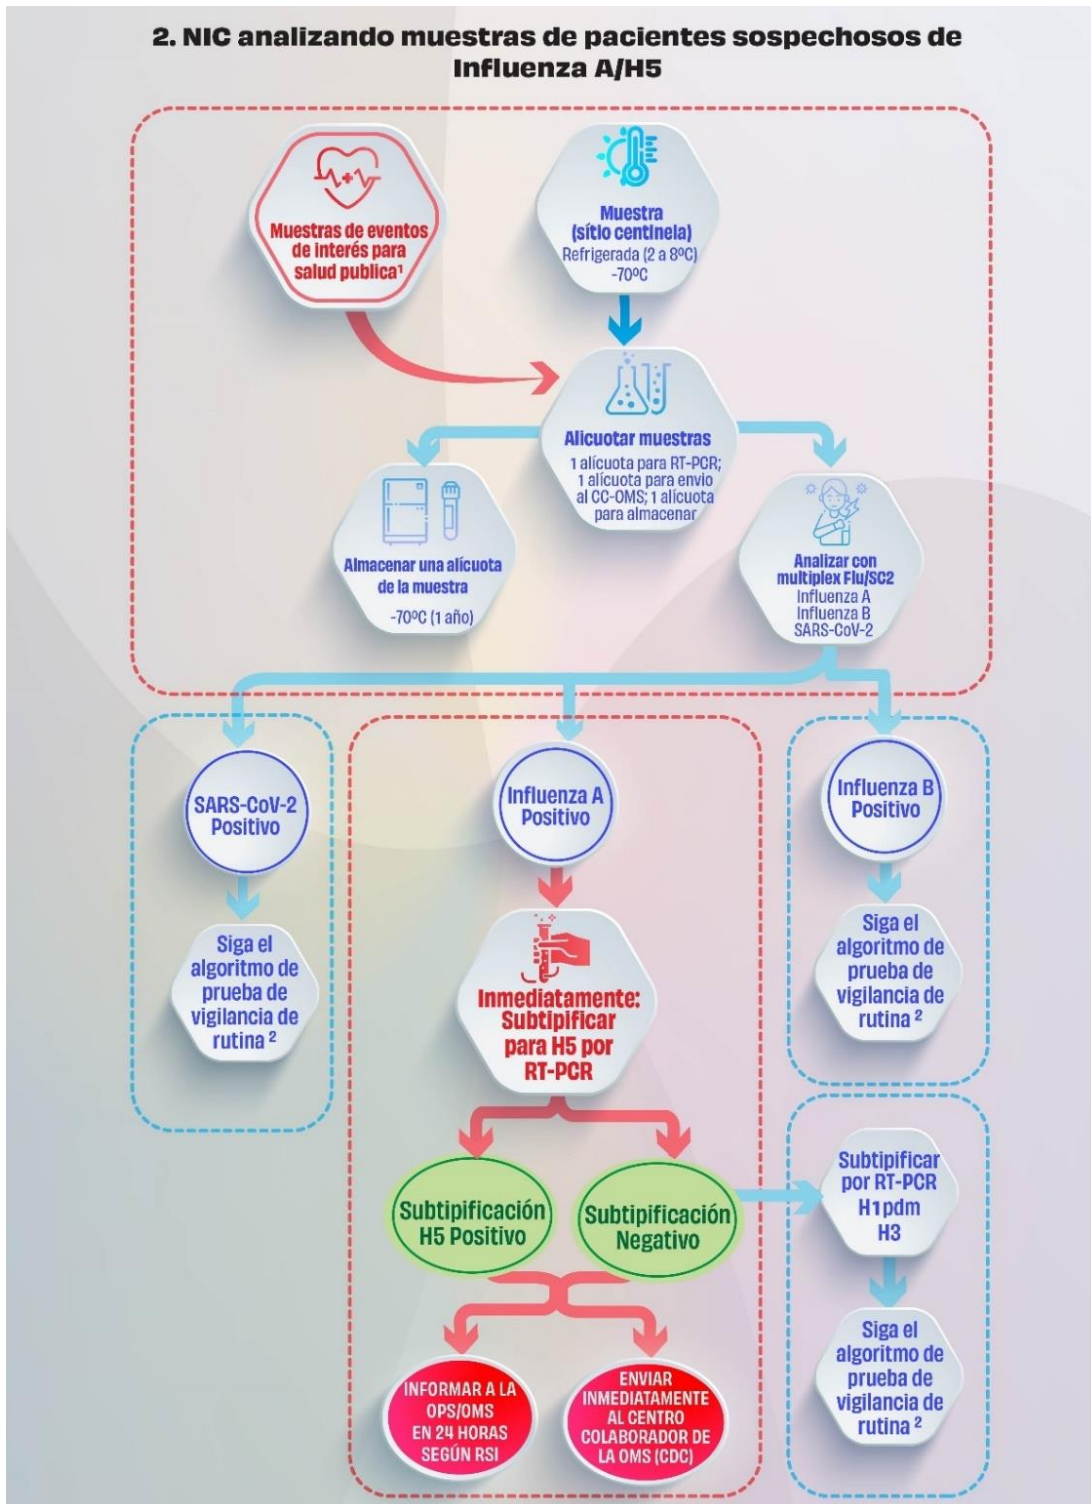 2. NIC analizando muestras de pacientes sospechosos de
Influenza A/H5
Muestras de eventos
de interés para
salud publica¹
Muestra
(sítio centinela)
Refrigerada (2 a 8ºC)
-70ºC
Alicuotar muestras
1 alícuota para RT-PCR;
1 alícuota para envio
al CC-OMS; 1 alícuota
para almacenar
Almacenar una alícuota
de la muestra
-70ºC (1 año)
Analizar con
multiplex Flu/SC2
Influenza A
Influenza B
SARS-CoV-2
SARS-CoV-2
Positivo
Influenza A
Positivo
Influenza B
Positivo
Siga el
algoritmo de
prueba de
vigilancia de
rutina ²
Inmediatamente:
Subtipificar
para H5 por
RT-PCR
Siga el
algoritmo de
prueba de
vigilancia de
rutina ²
Subtipificación
H5 Positivo
Subtipificación
Negativo
Subtipificar
por RT-PCR
H1pdm
H3
INFORMAR A LA
OPS/OMS
EN 24 HORAS
SEGÚN RSI
ENVIAR
INMEDIATAMENTE
AL CENTRO
COLABORADOR DE
LA OMS (CDC)
Siga el
algoritmo de
prueba de
vigilancia de
rutina ²